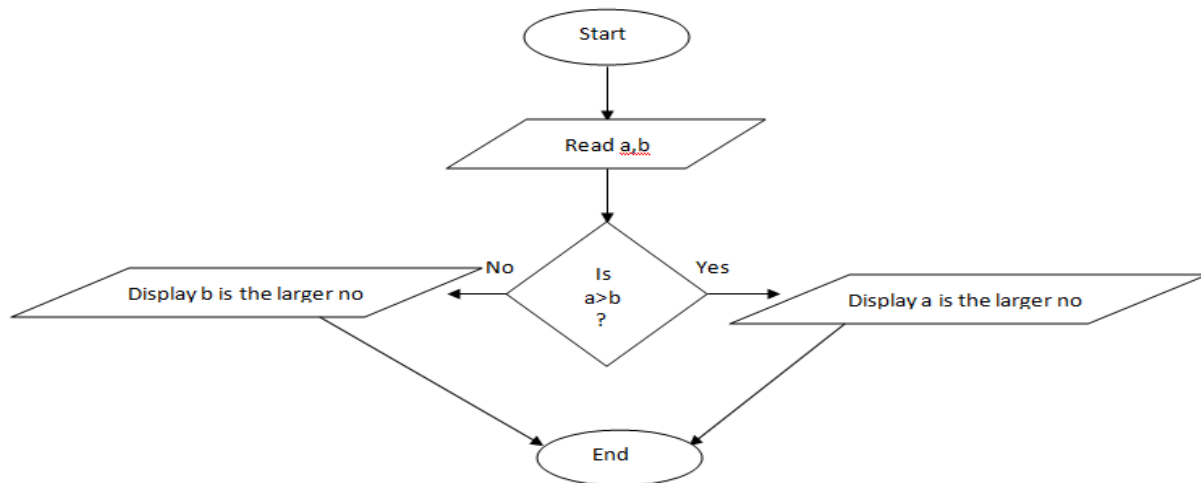 Start
Read a,b
No
Yes
Is
a>b
?
Display b is the larger no
Display a is the larger no
End